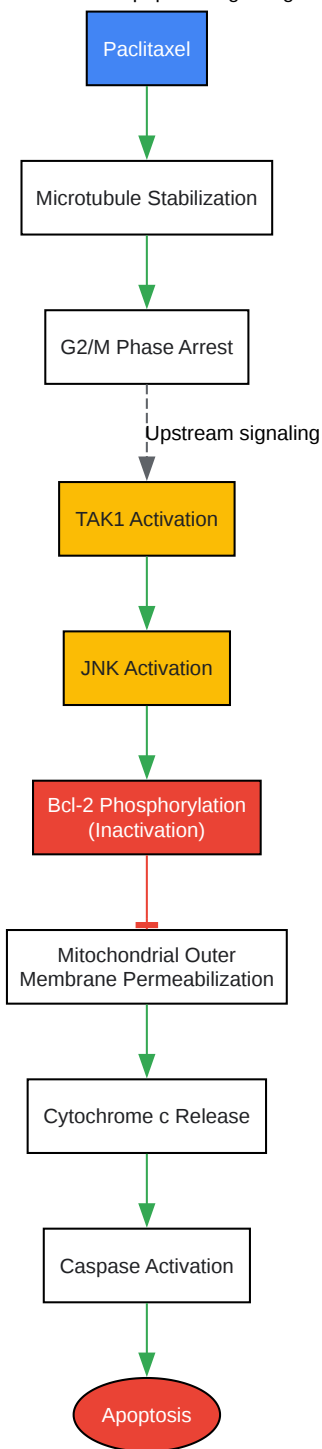 Paclitaxel
Microtubule Stabilization
G2/M Phase Arrest
Upstream signaling
TAK1 Activation
JNK Activation
Bcl-2 Phosphorylation
(Inactivation)
Mitochondrial Outer
Membrane Permeabilization
Cytochrome c Release
Caspase Activation
Apoptosis